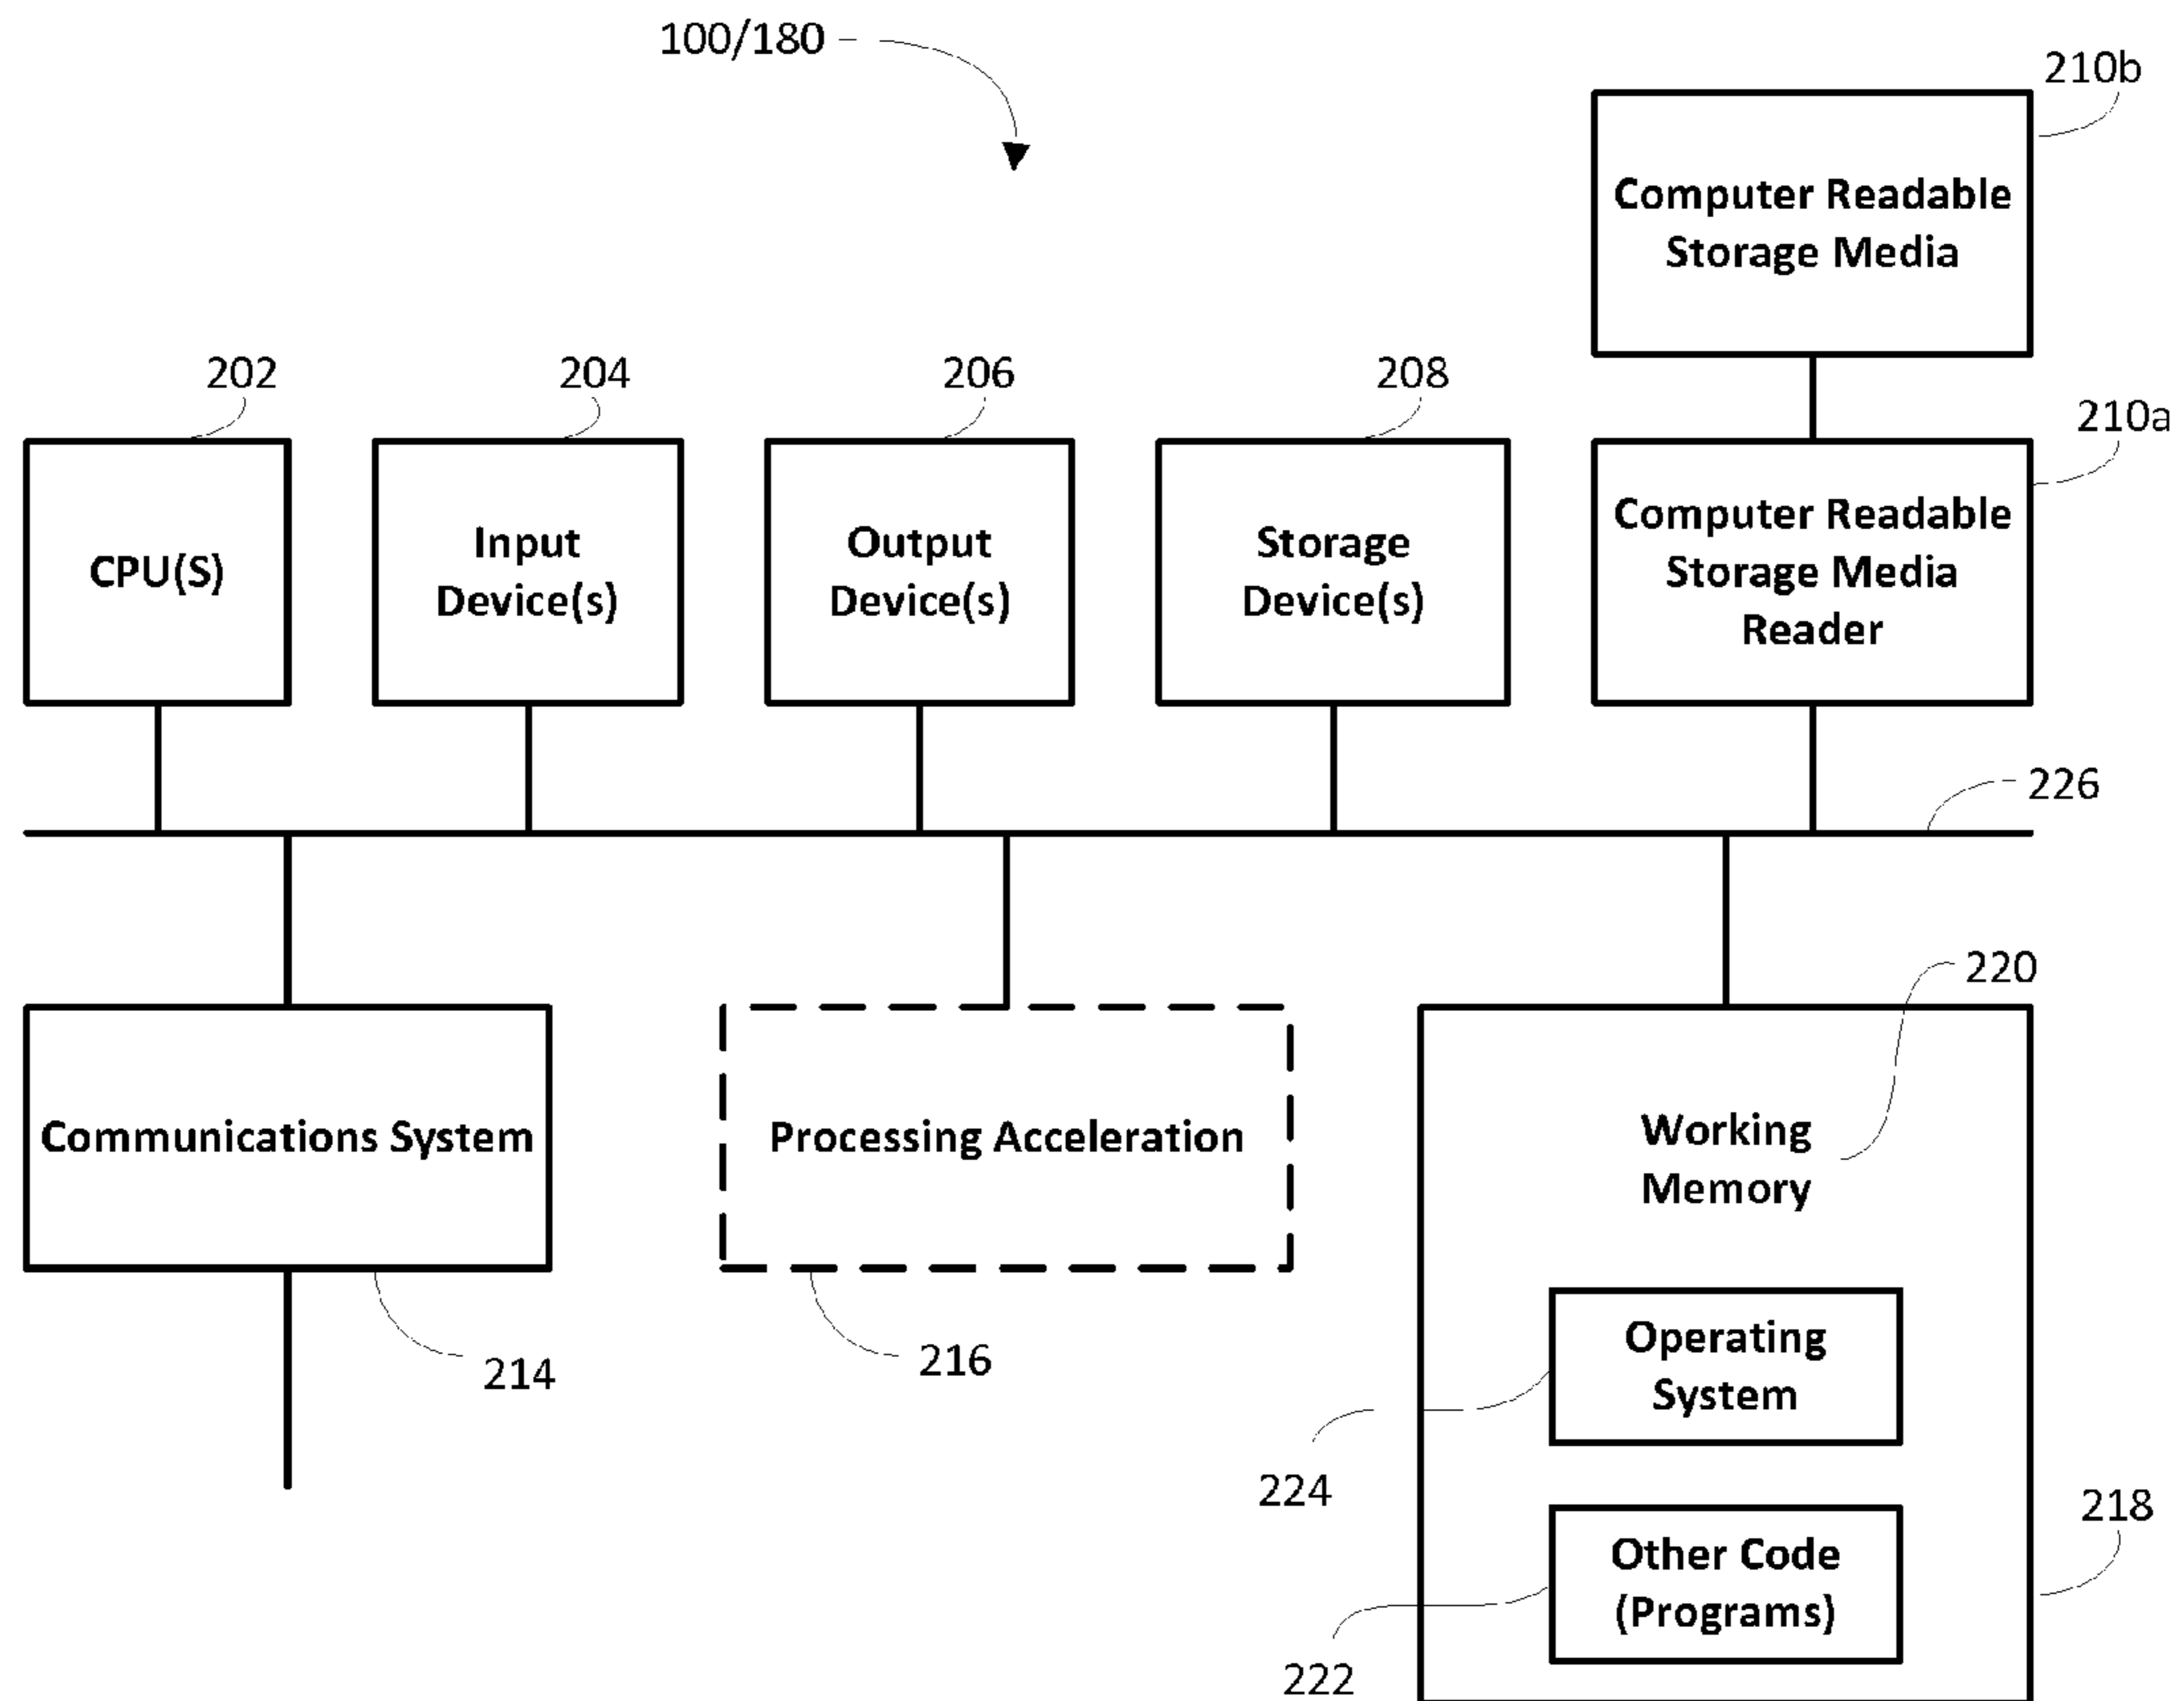 100/180
210b
Computer Readable
Storage Media
202
204
206
208
210a
CPU(S)
Input
Device(s)
Output
Device(s)
Storage
Device(s)
Computer Readable
Storage Media
Reader
226
220
Communications System
Processing Acceleration
Working
Memory
214
216
Operating
System
224
218
Other Code
(Programs)
222